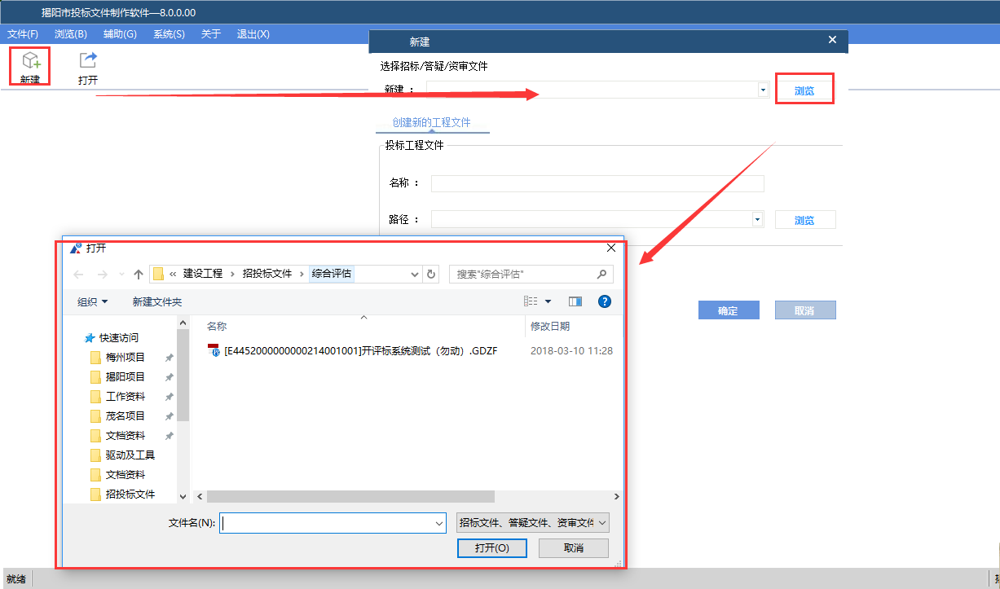 揭阳市投标文件制作软件—8.0.0.00
文件(F) 浏览(B) 辅助(G) 系统(S) 关于 退出(X)
新建 打开
新建
选择招标/答疑/资审文件
新建 : 浏览
创建新的工程文件
投标工程文件
名称 :
路径 : 浏览
确定 取消
打开
« 建设工程 › 招投标文件 › 综合评估 搜索"综合评估"
组织 新建文件夹
名称 修改日期
[E4452000000000214001001]开评标系统测试（勿动）.GDZF 2018-03-10 11:28
快速访问
梅州项目
揭阳项目
工作资料
茂名项目
文档资料
驱动及工具
文档资料
招投标文件
文件名(N): 招标文件、答疑文件、资审文件
打开(O) 取消
就绪